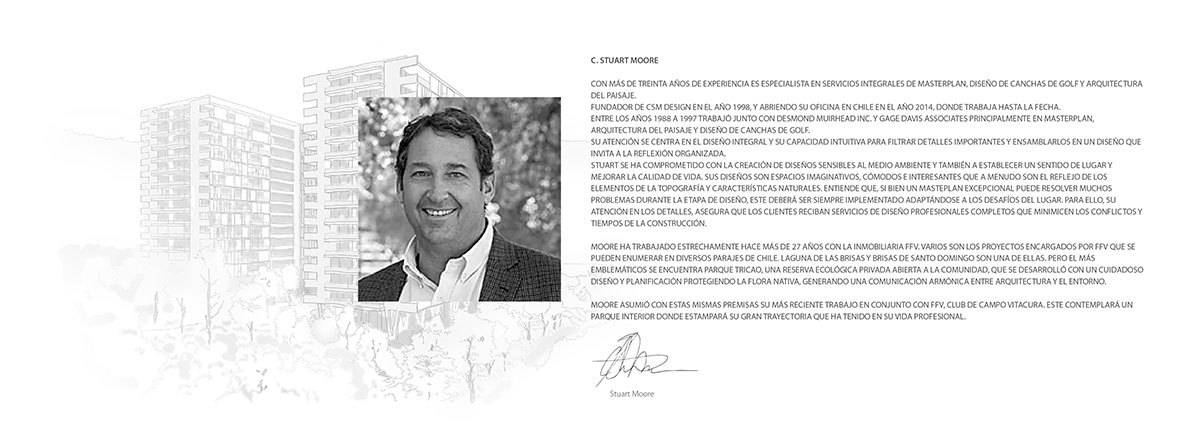 C. STUART MOORE
CON MÁS DE TREINTA AÑOS DE EXPERIENCIA ES ESPECIALISTA EN SERVICIOS INTEGRALES DE MASTERPLAN, DISEÑO DE CANCHAS DE GOLF Y ARQUITECTURA
DEL PAISAJE.
FUNDADOR DE CSM DESIGN EN EL AÑO 1998, Y ABRIENDO SU OFICINA EN CHILE EN EL AÑO 2014, DONDE TRABAJA HASTA LA FECHA.
ENTRE LOS AÑOS 1988 A 1997 TRABAJÓ JUNTO CON DESMOND MUIRHEAD INC. Y GAGE DAVIS ASSOCIATES PRINCIPALMENTE EN MASTERPLAN,
ARQUITECTURA DEL PAISAJE Y DISEÑO DE CANCHAS DE GOLF.
SU ATENCIÓN SE CENTRA EN EL DISEÑO INTEGRAL Y SU CAPACIDAD INTUITIVA PARA FILTRAR DETALLES IMPORTANTES Y ENSAMBLARLOS EN UN DISEÑO QUE
INVITA A LA REFLEXIÓN ORGANIZADA.
STUART SE HA COMPROMETIDO CON LA CREACIÓN DE DISEÑOS SENSIBLES AL MEDIO AMBIENTE Y TAMBIÉN A ESTABLECER UN SENTIDO DE LUGAR Y
MEJORAR LA CALIDAD DE VIDA. SUS DISEÑOS SON ESPACIOS IMAGINATIVOS, CÓMODOS E INTERESANTES QUE A MENUDO SON EL REFLEJO DE LOS
ELEMENTOS DE LA TOPOGRAFÍA Y CARACTERÍSTICAS NATURALES. ENTIENDE QUE, SI BIEN UN MASTEPLAN EXCEPCIONAL PUEDE RESOLVER MUCHOS
PROBLEMAS DURANTE LA ETAPA DE DISEÑO, ESTE DEBERÁ SER SIEMPRE IMPLEMENTADO ADAPTÁNDOSE A LOS DESAFÍOS DEL LUGAR. PARA ELLO, SU
ATENCIÓN EN LOS DETALLES, ASEGURA QUE LOS CLIENTES RECIBAN SERVICIOS DE DISEÑO PROFESIONALES COMPLETOS QUE MINIMICEN LOS CONFLICTOS Y
TIEMPOS DE LA CONSTRUCCIÓN.
MOORE HA TRABAJADO ESTRECHAMENTE HACE MÁS DE 27 AÑOS CON LA INMOBILIARIA FFV. VARIOS SON LOS PROYECTOS ENCARGADOS POR FFV QUE SE
PUEDEN ENUMERAR EN DIVERSOS PARAJES DE CHILE. LAGUNA DE LAS BRISAS Y BRISAS DE SANTO DOMINGO SON UNA DE ELLAS. PERO EL MÁS
EMBLEMÁTICOS SE ENCUENTRA PARQUE TRICAO, UNA RESERVA ECOLÓGICA PRIVADA ABIERTA A LA COMUNIDAD, QUE SE DESARROLLÓ CON UN CUIDADOSO
DISEÑO Y PLANIFICACIÓN PROTEGIENDO LA FLORA NATIVA, GENERANDO UNA COMUNICACIÓN ARMÓNICA ENTRE ARQUITECTURA Y EL ENTORNO.
MOORE ASUMIÓ CON ESTAS MISMAS PREMISAS SU MÁS RECIENTE TRABAJO EN CONJUNTO CON FFV, CLUB DE CAMPO VITACURA. ESTE CONTEMPLARÁ UN
PARQUE INTERIOR DONDE ESTAMPARÁ SU GRAN TRAYECTORIA QUE HA TENIDO EN SU VIDA PROFESIONAL.
Stuart Moore